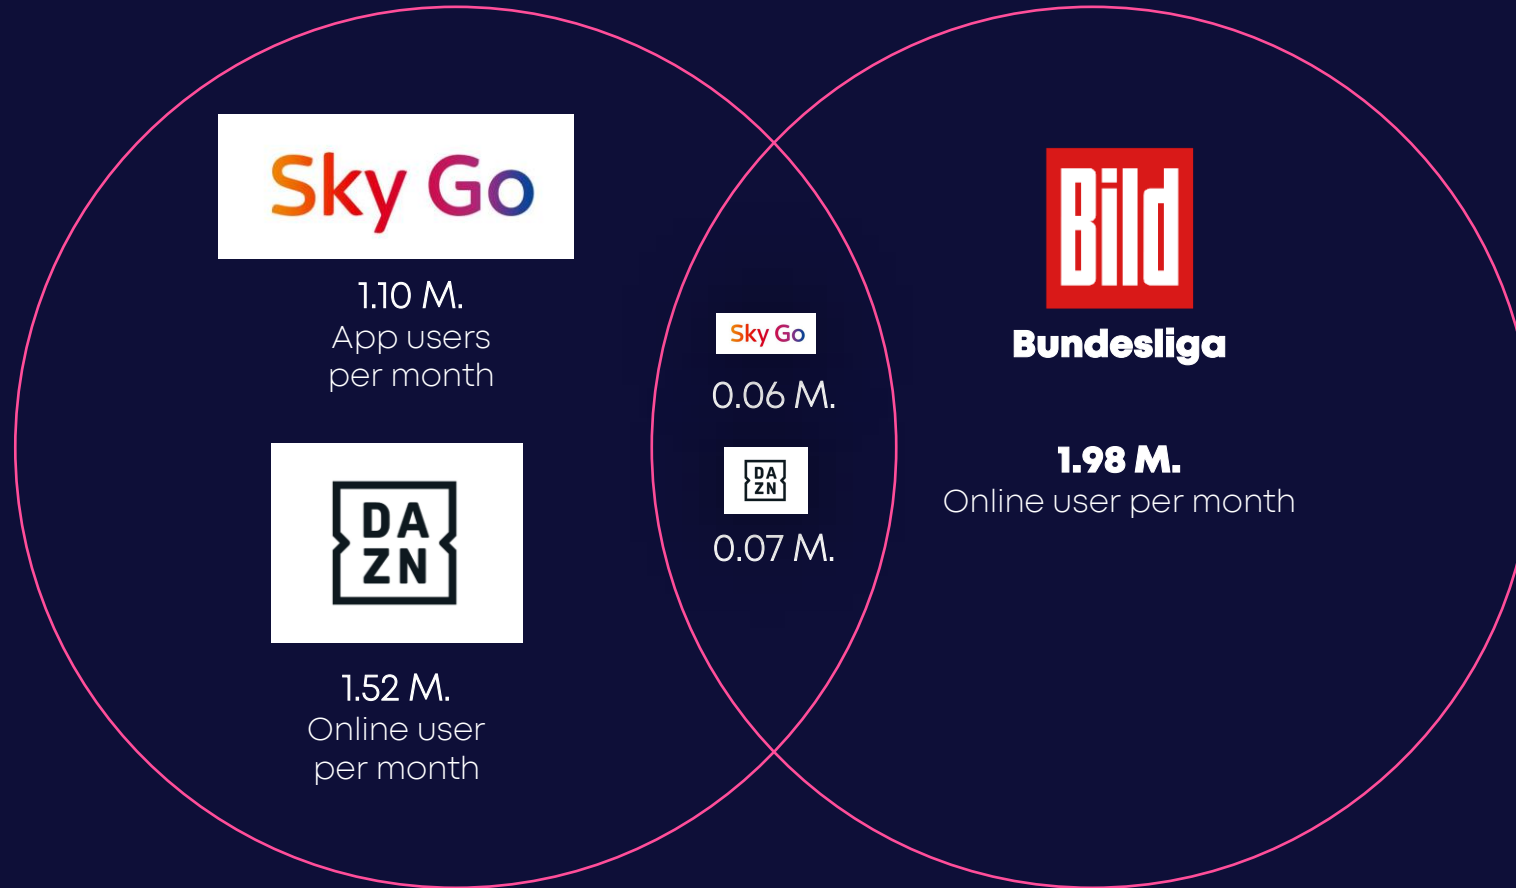 Sky Go
1.10 M.
App users
per month
DA
ZN
1.52 M.
Online user
per month
Sky Go
0.06 M.
DA
ZN
0.07 M.
Bild
Bundesliga
1.98 M.
Online user per month